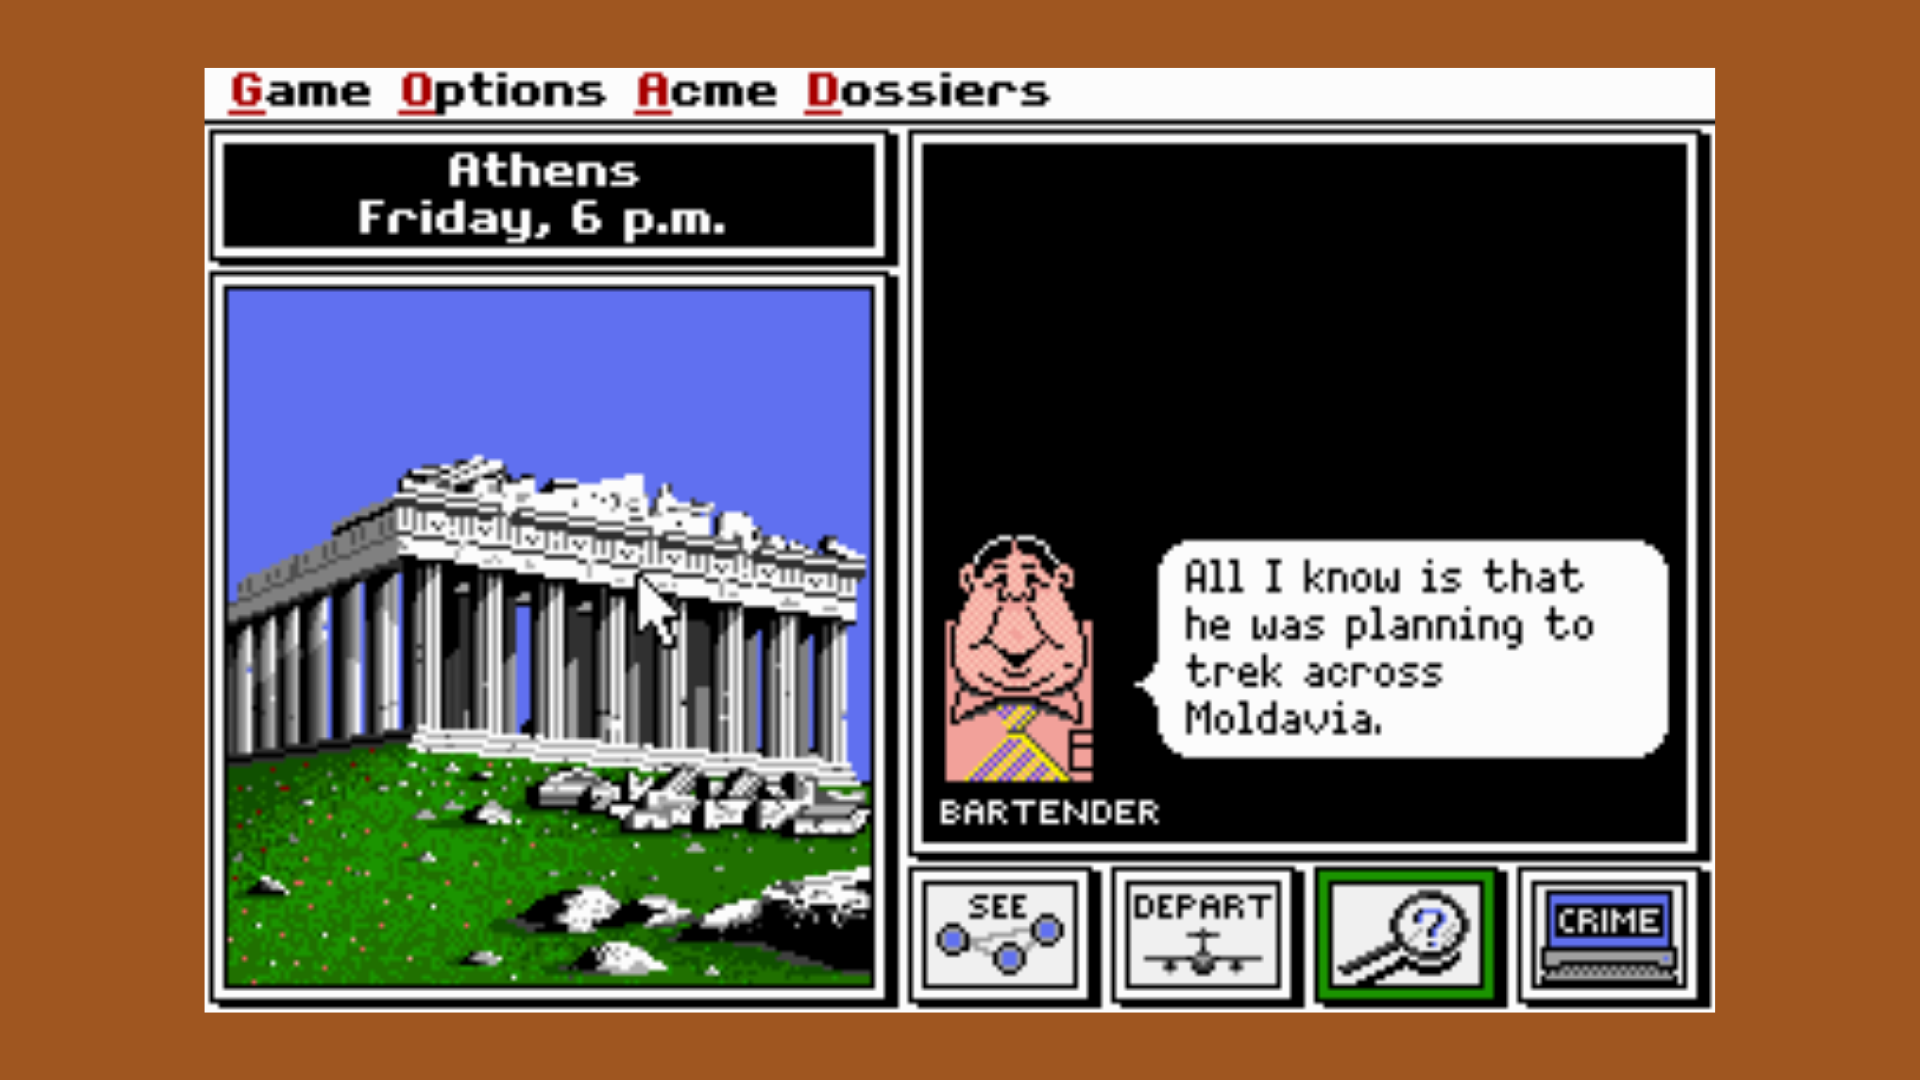 Game Options Acme Dossiers
Athens
Friday, 6 p.m.
All I know is that
he was planning to
trek across
Moldavia.
BARTENDER
SEE
DEPART
?
CRIME